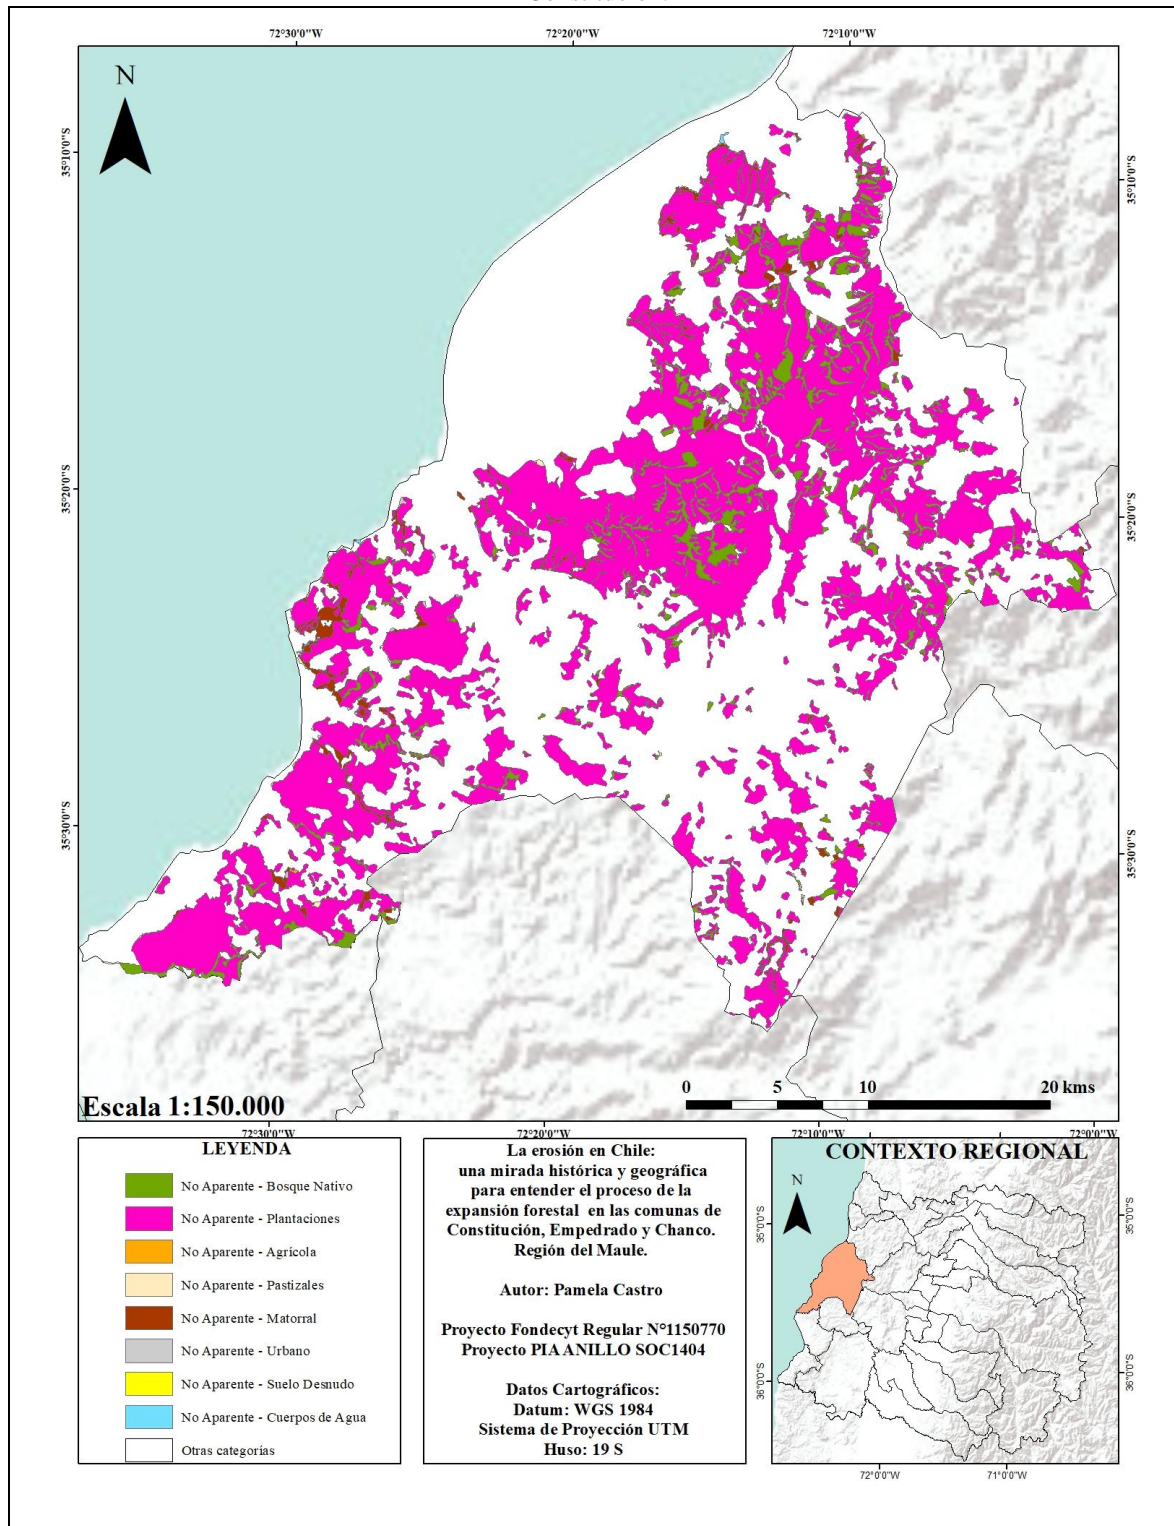 72°30'0"W
72°20'0"W
72°10'0"W
N
35°10'0"S
35°10'0"S
35°20'0"S
35°20'0"S
35°30'0"S
35°30'0"S
0 5 10 20 kms
Escala 1:150.000
72°30'0"W
72°20'0"W
72°10'0"W
72°0'0"W
LEYENDA
No Aparente - Bosque Nativo
No Aparente - Plantaciones
No Aparente - Agrícola
No Aparente - Pastizales
No Aparente - Matorral
No Aparente - Urbano
No Aparente - Suelo Desnudo
No Aparente - Cuerpos de Agua
Otras categorías
La erosión en Chile:
una mirada histórica y geográfica
para entender el proceso de la
expansión forestal en las comunas de
Constitución, Empedrado y Chanco.
Región del Maule.
Autor: Pamela Castro
Proyecto Fondecyt Regular N°1150770
Proyecto PIA ANILLO SOC1404
Datos Cartográficos:
Datum: WGS 1984
Sistema de Proyección UTM
Huso: 19 S
CONTEXTO REGIONAL
N
35°0'0"S
35°0'0"S
36°0'0"S
36°0'0"S
72°0'0"W
71°0'0"W